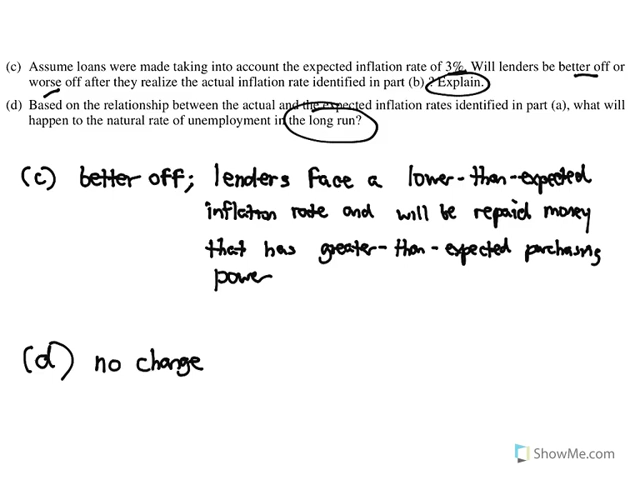 (c) Assume loans were made taking into account the expected inflation rate of 3%. Will lenders be better off or
worse off after they realize the actual inflation rate identified in part (b) ? Explain.
(d) Based on the relationship between the actual and the expected inflation rates identified in part (a), what will
happen to the natural rate of unemployment in the long run?
(c) better off; lenders face a lower-than-expected
inflation rate and will be repaid money
that has greater-than-expected purchasing
power
(d) no change
ShowMe.com